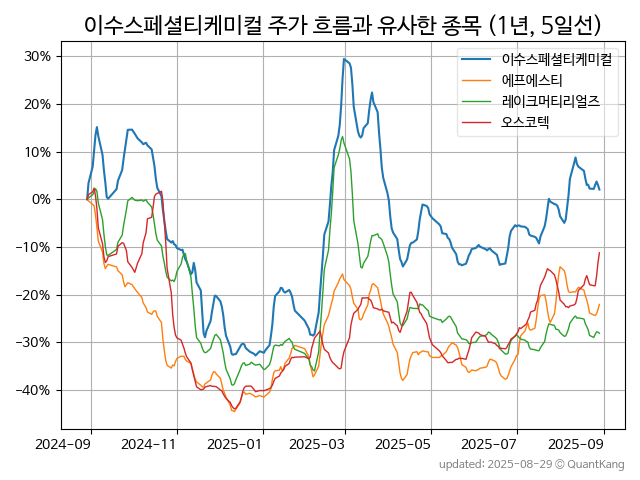 이수스페셜티케미컬 주가 흐름과 유사한 종목 (1년, 5일선)
이수스페셜티케미컬
에프에스티
레이크머티리얼즈
오스코텍
30%
20%
10%
0%
−10%
−20%
−30%
−40%
2024-09 2024-11 2025-01 2025-03 2025-05 2025-07 2025-09
updated: 2025-08-29 © QuantKang